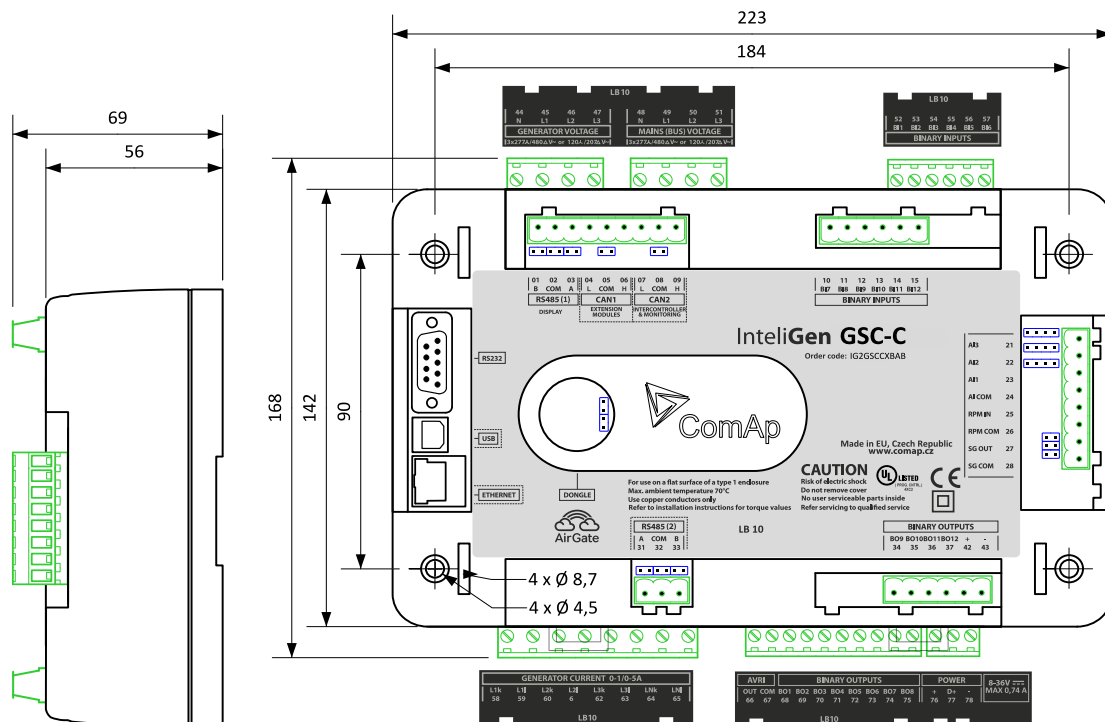 223
184
69
56
168
142
90
LB 10
44 45 46 47 48 49 50 51
N L1 L2 L3 N L1 L2 L3
GENERATOR VOLTAGE MAINS (BUS) VOLTAGE
LB10
52 53 54 55 56 57
BI1 BI2 BI3 BI4 BI5 BI6
BINARY INPUTS
01 02 03 04 05 06 07 08 09
B COM A L COM H L COM H
RS485 (1) CAN1 CAN2
DISPLAY
EXTENSION
MODULES
INTERCONTROLLER
& MONITORING
10 11 12 13 14 15
BI7 BI8 BI9 BI10 BI11 BI12
BINARY INPUTS
InteliGen GSC-C
Order code: IG2GSCCXBAB
RS232
USB
ETHERNET
DONGLE
AirGate
ComAp
AI3 21
AI2 22
AI1 23
AI COM 24
RPM IN 25
RPM COM 26
SG OUT 27
SG COM 28
Made in EU, Czech Republic
www.comap.cz
For use on a flat surface of a type 1 enclosure
Max. ambient temperature 70°C
Use copper conductors only
Refer to installation instructions for torque values
CAUTION
Risk of electric shock
Do not remove cover
No user serviceable parts inside
Refer servicing to qualified service
UL LISTED
CE
LB 10
RS485 (2)
A COM B
31 32 33
BINARY OUTPUTS
BO9 BO10 BO11 BO12 + -
34 35 36 37 42 43
4 x Ø 8,7
4 x Ø 4,5
GENERATOR CURRENT 0-1/0-5A
L1k L1l L2k L2l L3k L3l LNk LNl
58 59 60 6 62 63 64 65
LB10
AVRI BINARY OUTPUTS POWER
OUT COM BO1 BO2 BO3 BO4 BO5 BO6 BO7 BO8 + D+ -
66 67 68 69 70 71 72 73 74 75 76 77 78
8-36V
MAX 0,74 A
LB10